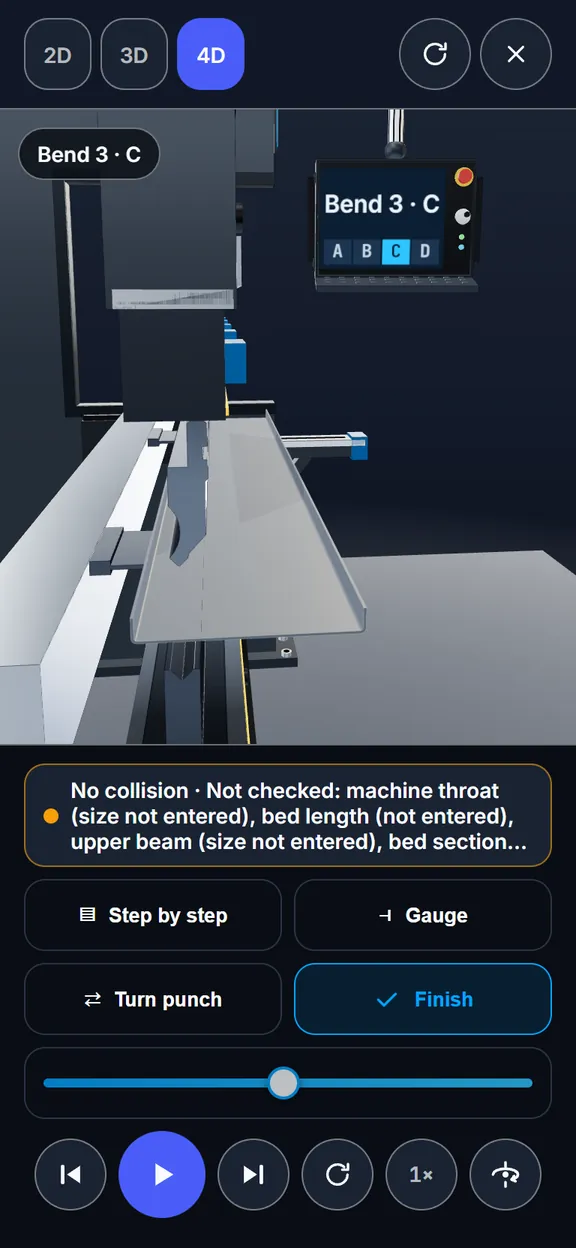 2D
3D
4D
Bend 3 · C
Bend 3 · C
A B C D
No collision · Not checked: machine throat
(size not entered), bed length (not entered),
upper beam (size not entered), bed section…
Step by step
Gauge
Turn punch
Finish
1×